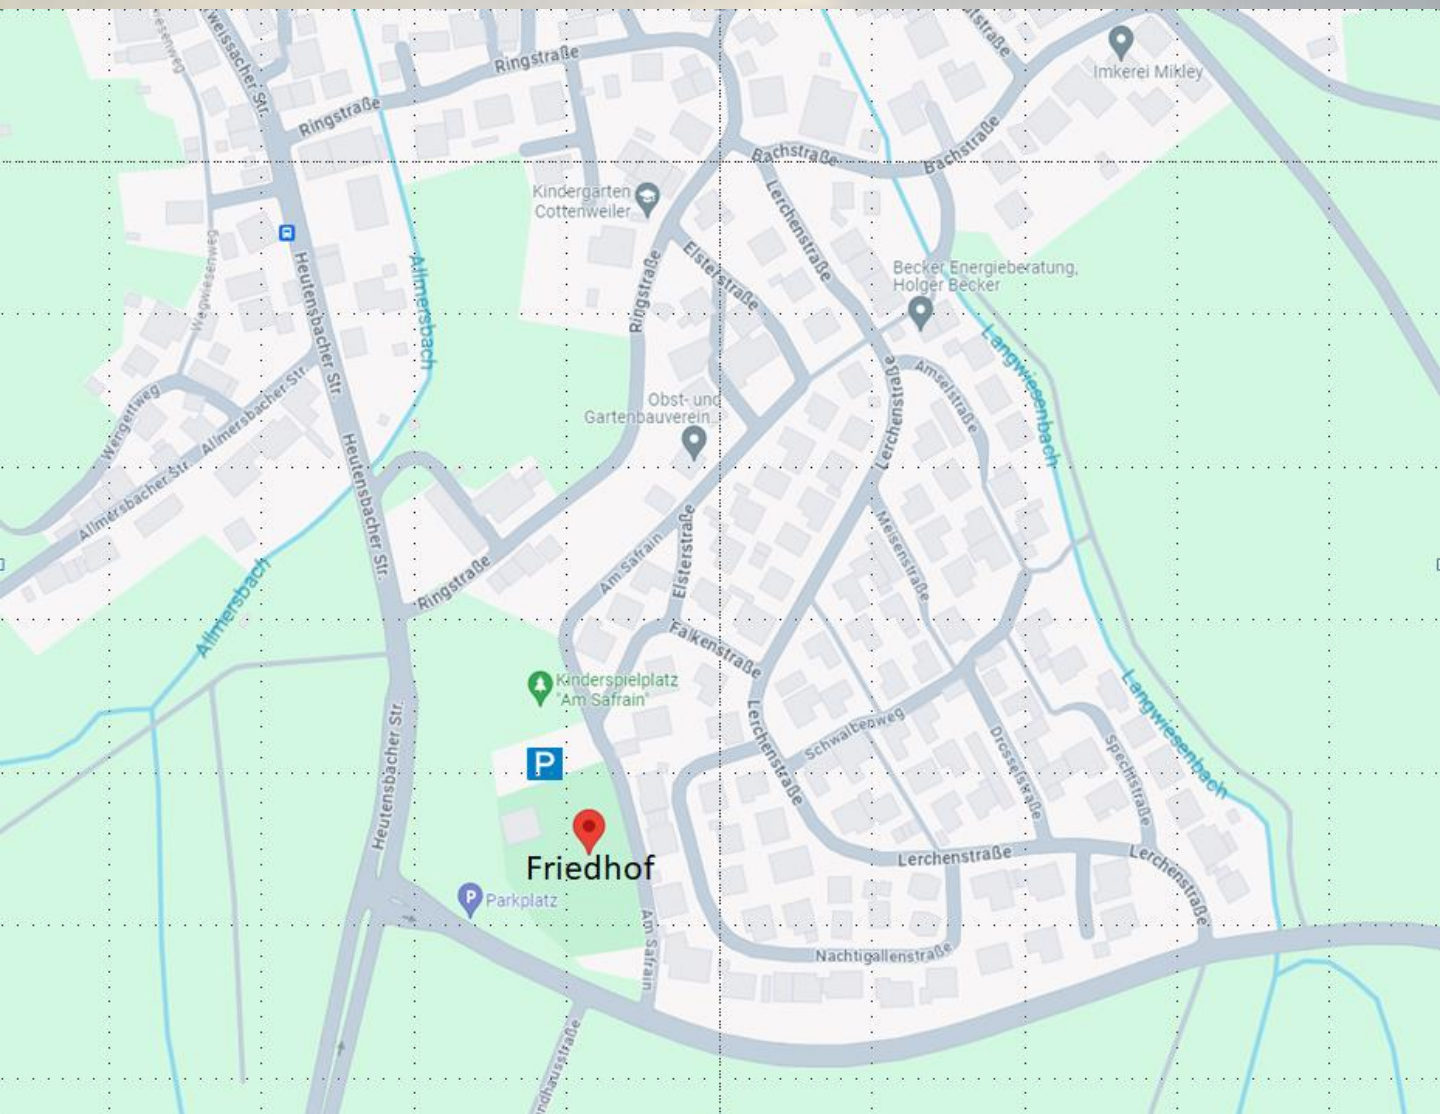 Weissacher Str.
Ringstraße
Ringstraße
Imkerei Mikley
Bachstraße
Bachstraße
Kindergarten
Cottenweiler
Lerchenstraße
Elsterstraße
Ringstraße
Wegwiesenweg
Heutensbacher Str.
Allmersbach
Becker Energieberatung,
Holger Becker
Langwiesenbach
Amselstraße
Lerchenstraße
Wengertweg
Allmersbacher Str.
Allmersbacher Str.
Obst- und
Gartenbauverein...
Heutensbacher Str.
Ringstraße
Am Safrain
Elsterstraße
Meisenstraße
Allmersbach
Falkenstraße
Kinderspielplatz
"Am Safrain"
Langwiesenbach
Heutensbacher Str.
P
Lerchenstraße
Schwalbenweg
Drosselstraße
Spechtstraße
Friedhof
P Parkplatz
Lerchenstraße
Lerchenstraße
Am Safrain
Nachtigallenstraße